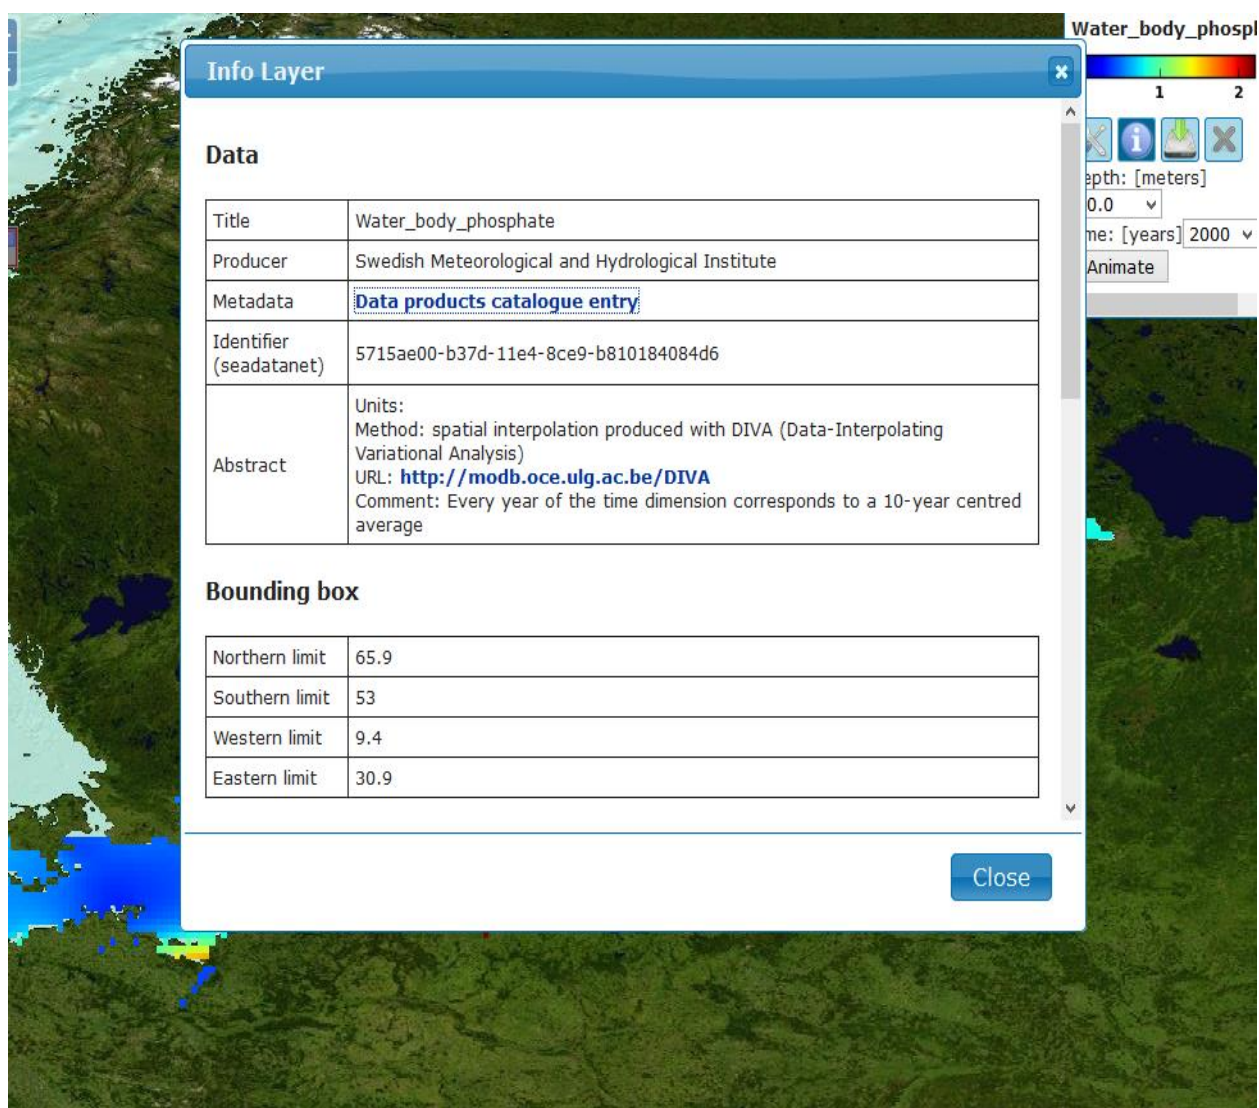 Water_body_phosph
1 2
epth: [meters]
0.0
me: [years] 2000
Animate
Info Layer
Data
Title Water_body_phosphate
Producer Swedish Meteorological and Hydrological Institute
Metadata Data products catalogue entry
Identifier
(seadatanet) 5715ae00-b37d-11e4-8ce9-b810184084d6
Abstract
Units:
Method: spatial interpolation produced with DIVA (Data-Interpolating
Variational Analysis)
URL: http://modb.oce.ulg.ac.be/DIVA
Comment: Every year of the time dimension corresponds to a 10-year centred
average
Bounding box
Northern limit 65.9
Southern limit 53
Western limit 9.4
Eastern limit 30.9
Close